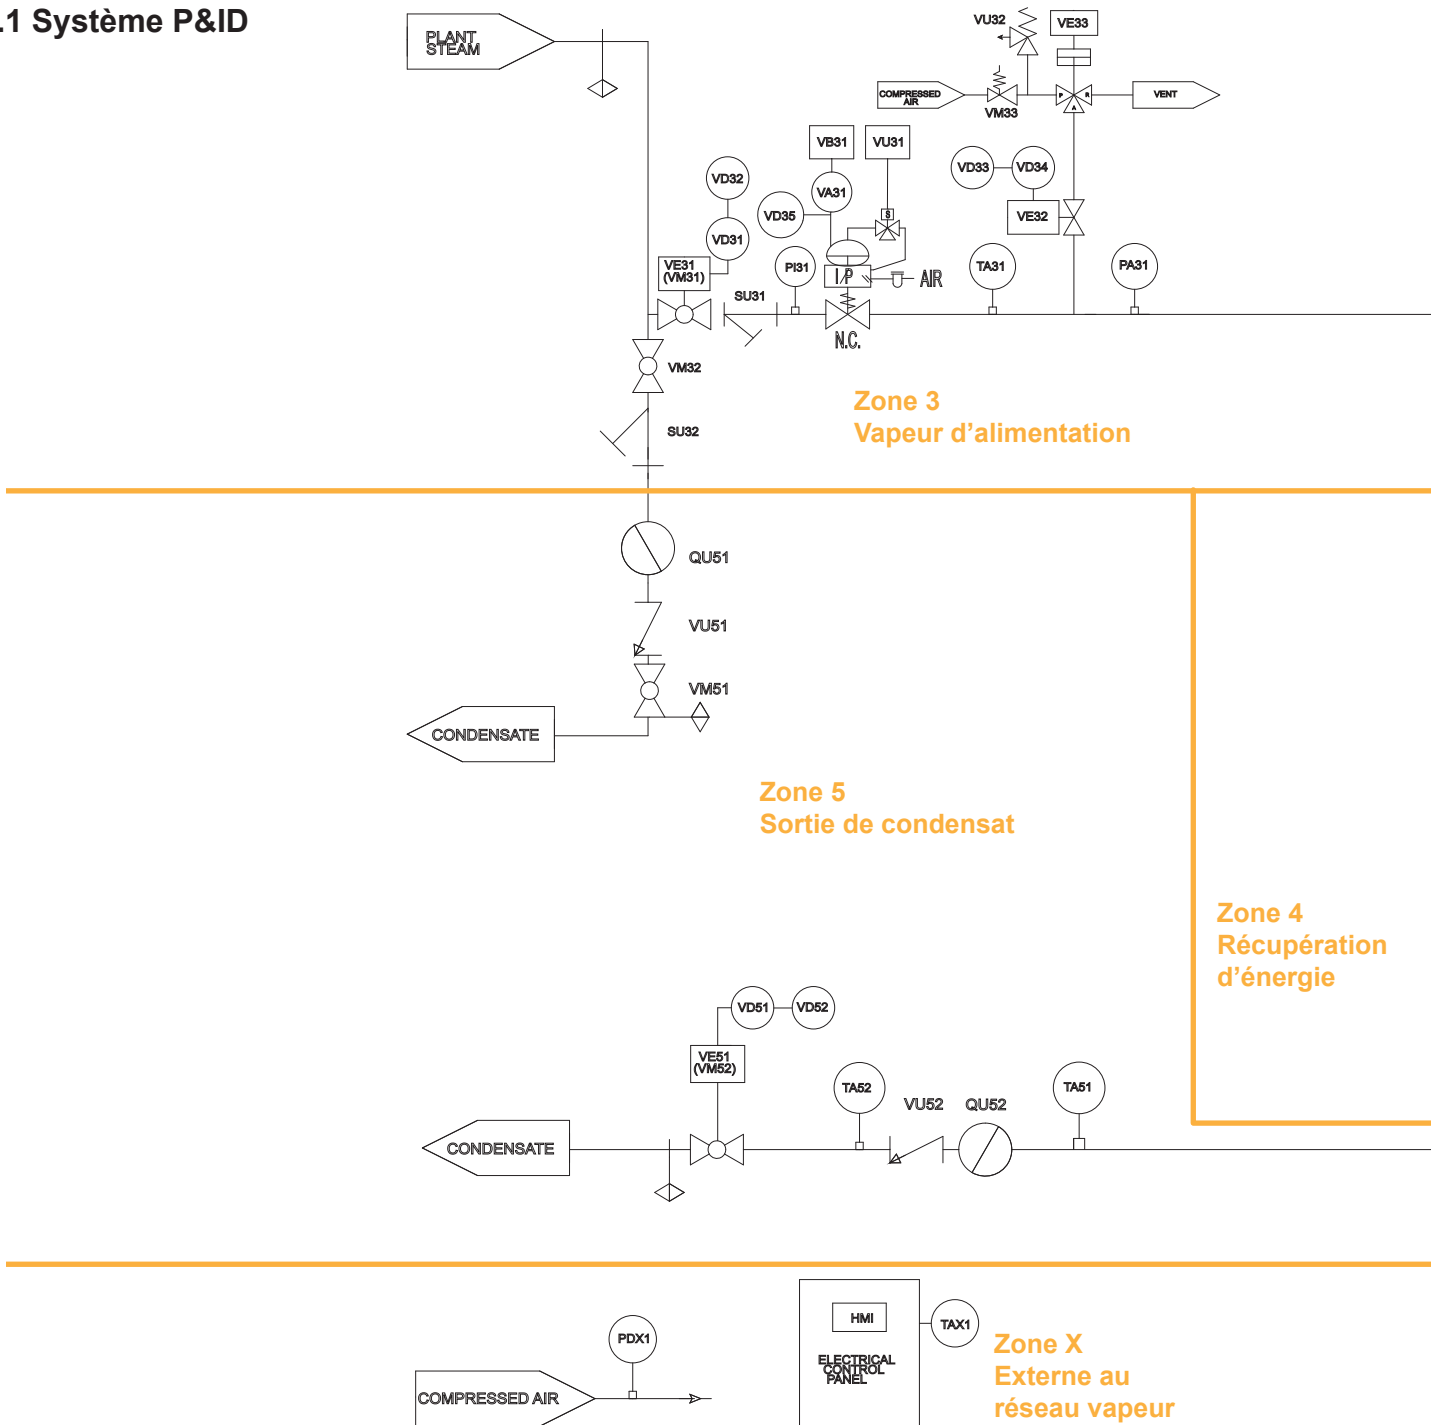 .1 Système P&ID
PLANT
STEAM
VU32
VE33
COMPRESSED
AIR
VM33
P
R
A
VENT
VB31
VU31
VD32
VA31
VD33
VD34
VD35
S
VE32
VD31
VE31
(VM31)
PI31
I/P
AIR
TA31
PA31
SU31
N.C.
VM32
Zone 3
Vapeur d’alimentation
SU32
QU51
VU51
VM51
CONDENSATE
Zone 5
Sortie de condensat
Zone 4
Récupération
d’énergie
VD51
VD52
VE51
(VM52)
TA52
VU52
QU52
TA51
CONDENSATE
PDX1
HMI
TAX1
ELECTRICAL
CONTROL
PANEL
Zone X
Externe au
réseau vapeur
COMPRESSED AIR